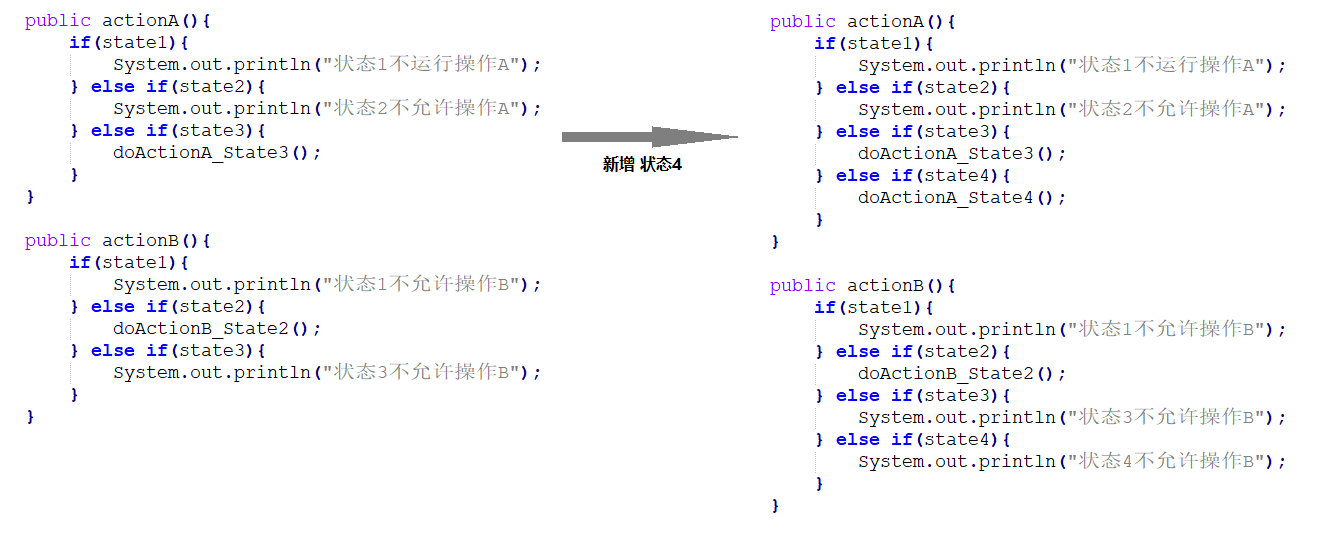 public actionA(){
    if(state1){
        System.out.println("状态1不运行操作A");
    } else if(state2){
        System.out.println("状态2不允许操作A");
    } else if(state3){
        doActionA_State3();
    }
}
public actionB(){
    if(state1){
        System.out.println("状态1不允许操作B");
    } else if(state2){
        doActionB_State2();
    } else if(state3){
        System.out.println("状态3不允许操作B");
    }
}
新增 状态4
public actionA(){
    if(state1){
        System.out.println("状态1不运行操作A");
    } else if(state2){
        System.out.println("状态2不允许操作A");
    } else if(state3){
        doActionA_State3();
    } else if(state4){
        doActionA_State4();
    }
}
public actionB(){
    if(state1){
        System.out.println("状态1不允许操作B");
    } else if(state2){
        doActionB_State2();
    } else if(state3){
        System.out.println("状态3不允许操作B");
    } else if(state4){
        System.out.println("状态4不允许操作B");
    }
}